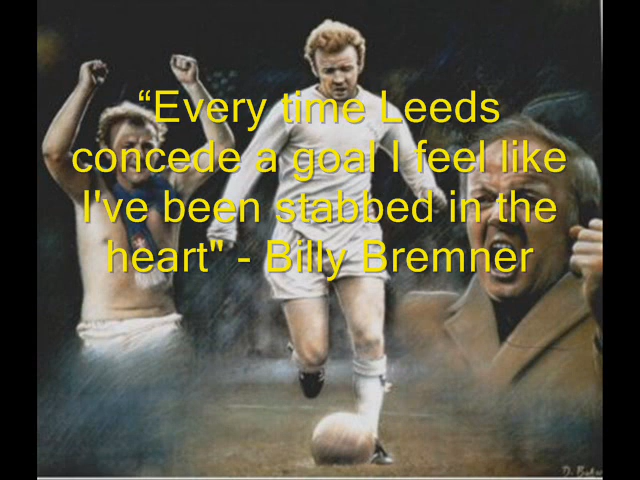 “Every time Leeds
concede a goal I feel like
I've been stabbed in the
heart" - Billy Bremner